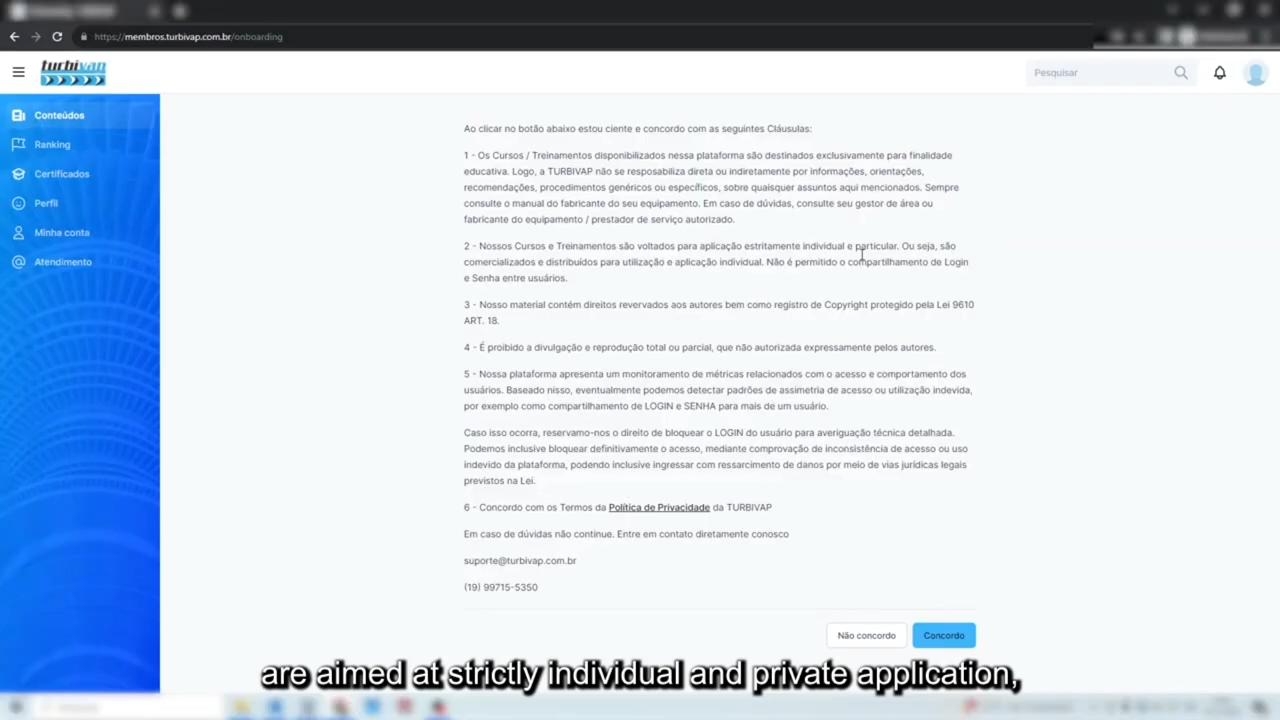 https://membros.turbivap.com.br/onboarding
turbivap
Pesquisar
Conteúdos
Ranking
Certificados
Perfil
Minha conta
Atendimento
Ao clicar no botão abaixo estou ciente e concordo com as seguintes Cláusulas:
1 - Os Cursos / Treinamentos disponibilizados nessa plataforma são destinados exclusivamente para finalidade
educativa. Logo, a TURBIVAP não se resposabiliza direta ou indiretamente por informações, orientações,
recomendações, procedimentos genéricos ou específicos, sobre quaisquer assuntos aqui mencionados. Sempre
consulte o manual do fabricante do seu equipamento. Em caso de dúvidas, consulte seu gestor de área ou
fabricante do equipamento / prestador de serviço autorizado.
2 - Nossos Cursos e Treinamentos são voltados para aplicação estritamente individual e particular. Ou seja, são
comercializados e distribuídos para utilização e aplicação individual. Não é permitido o compartilhamento de Login
e Senha entre usuários.
3 - Nosso material contém direitos revervados aos autores bem como registro de Copyright protegido pela Lei 9610
ART. 18.
4 - É proibido a divulgação e reprodução total ou parcial, que não autorizada expressamente pelos autores.
5 - Nossa plataforma apresenta um monitoramento de métricas relacionados com o acesso e comportamento dos
usuários. Baseado nisso, eventualmente podemos detectar padrões de assimetria de acesso ou utilização indevida,
por exemplo como compartilhamento de LOGIN e SENHA para mais de um usuário.
Caso isso ocorra, reservamo-nos o direito de bloquear o LOGIN do usuário para averiguação técnica detalhada.
Podemos inclusive bloquear definitivamente o acesso, mediante comprovação de inconsistência de acesso ou uso
indevido da plataforma, podendo inclusive ingressar com ressarcimento de danos por meio de vias jurídicas legais
previstos na Lei.
6 - Concordo com os Termos da Política de Privacidade da TURBIVAP
Em caso de dúvidas não continue. Entre em contato diretamente conosco
suporte@turbivap.com.br
(19) 99715-5350
Não concordo
Concordo
are aimed at strictly individual and private application,